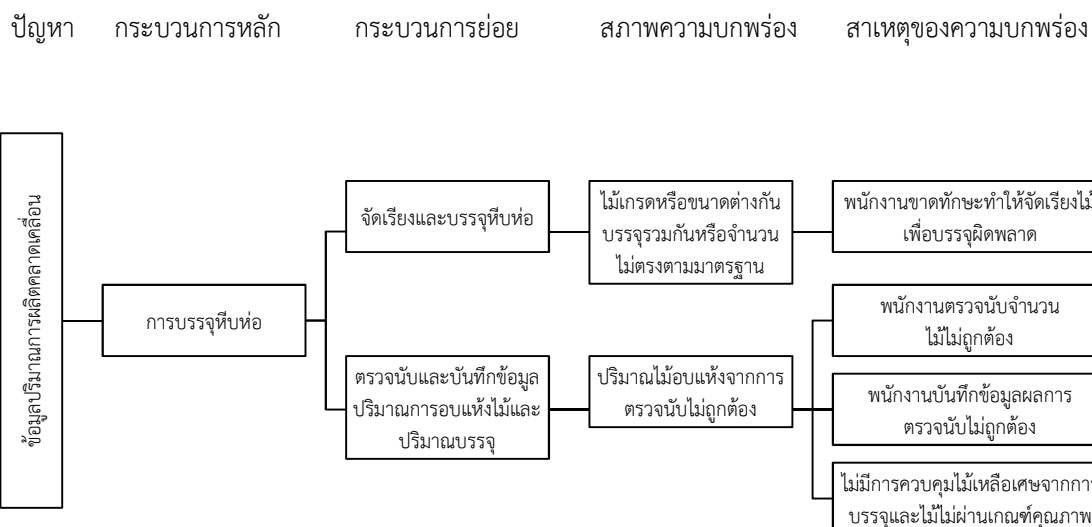 ปัญหา กระบวนการหลัก กระบวนการย่อย สภาพความบกพร่อง สาเหตุของความบกพร่อง
ข้อมูลปริมาณการผลิตคลาดเคลื่อน
การบรรจุหีบห่อ
จัดเรียงและบรรจุหีบห่อ
ไม้เกรดหรือขนาดต่างกัน
บรรจุรวมกันหรือจำนวน
ไม่ตรงตามมาตรฐาน
พนักงานขาดทักษะทำให้จัดเรียงไม้
เพื่อบรรจุผิดพลาด
ตรวจนับและบันทึกข้อมูล
ปริมาณการอบแห้งไม้และ
ปริมาณบรรจุ
ปริมาณไม้อบแห้งจากการ
ตรวจนับไม่ถูกต้อง
พนักงานตรวจนับจำนวน
ไม้ไม่ถูกต้อง
พนักงานบันทึกข้อมูลผลการ
ตรวจนับไม่ถูกต้อง
ไม่มีการควบคุมไม้เหลือเศษจากการ
บรรจุและไม้ไม่ผ่านเกณฑ์คุณภาพ